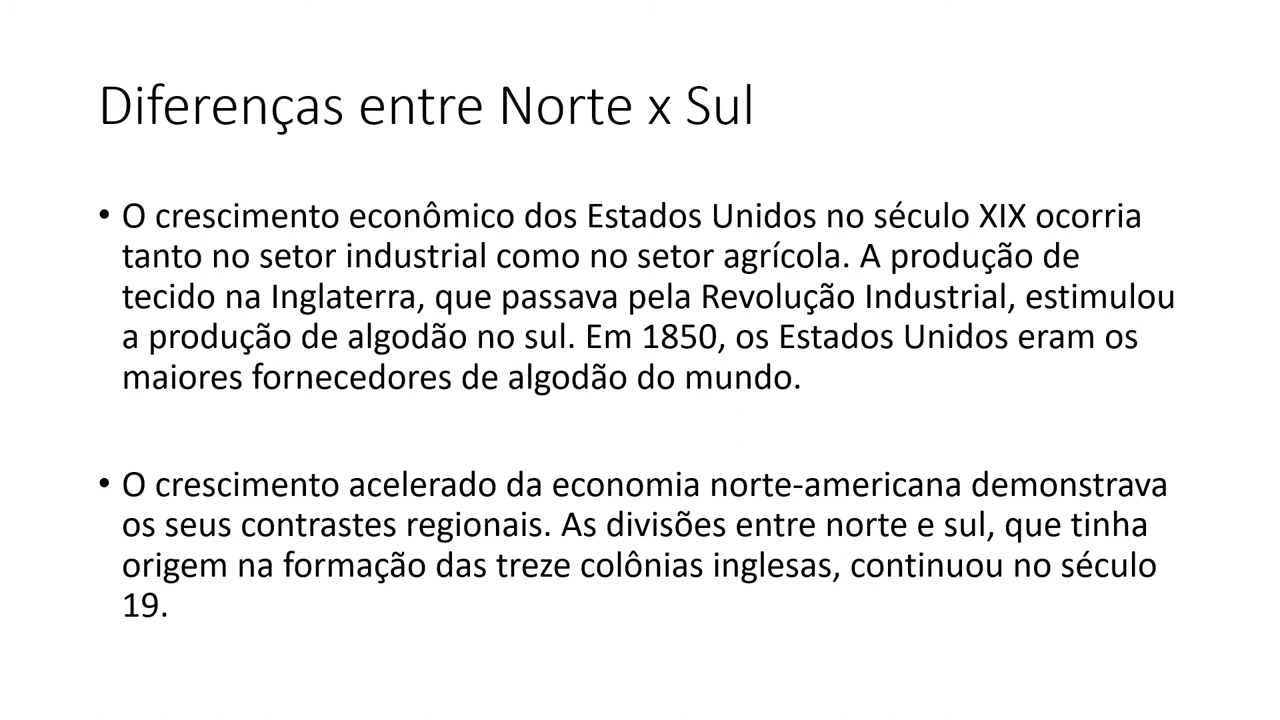 Diferenças entre Norte x Sul
• O crescimento econômico dos Estados Unidos no século XIX ocorria
tanto no setor industrial como no setor agrícola. A produção de
tecido na Inglaterra, que passava pela Revolução Industrial, estimulou
a produção de algodão no sul. Em 1850, os Estados Unidos eram os
maiores fornecedores de algodão do mundo.
• O crescimento acelerado da economia norte-americana demonstrava
os seus contrastes regionais. As divisões entre norte e sul, que tinha
origem na formação das treze colônias inglesas, continuou no século
19.